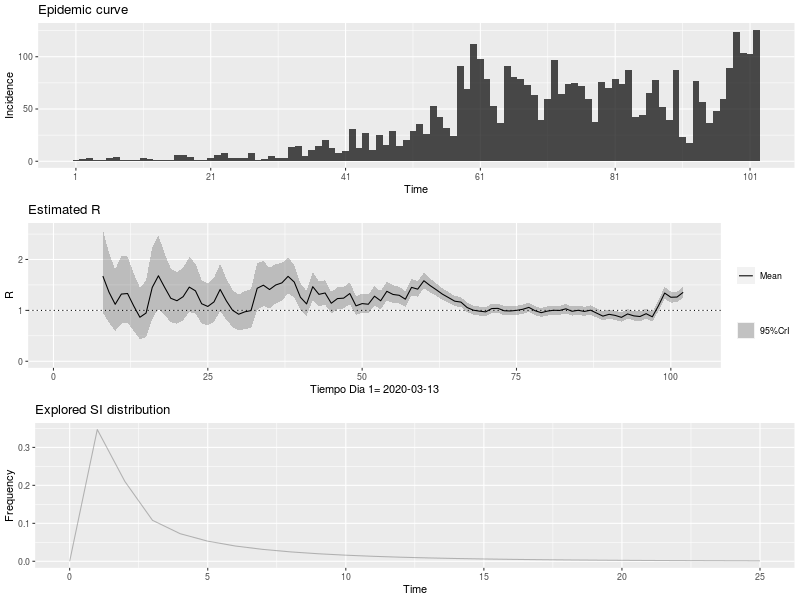 Epidemic curve
Incidence
100
50
0
1 21 41 61 81 101
Time
Estimated R
R
2
1
0
0 25 50 75 100
Tiempo Dia 1= 2020-03-13
Mean
95%CrI
Explored SI distribution
Frequency
0.3
0.2
0.1
0.0
0 5 10 15 20 25
Time